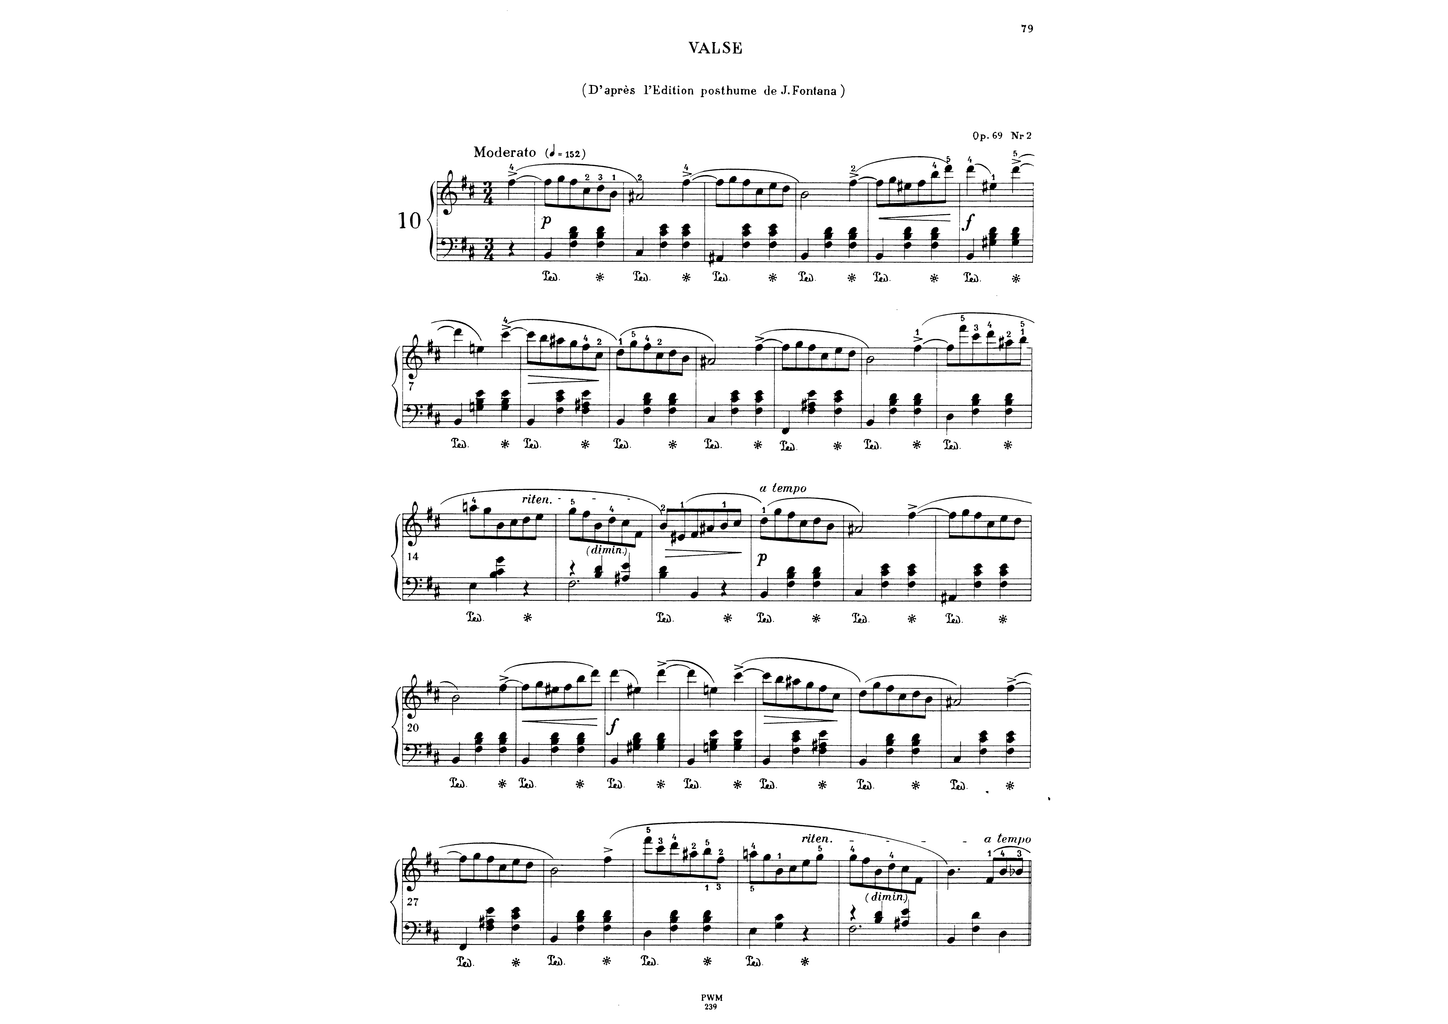 79
VALSE
(D'après l'Edition posthume de J. Fontana)
Op. 69 Nr 2
Moderato (♩ = 152)
10
p
f
Ped. * Ped. * Ped. * Ped. * Ped. * Ped. *
7
Ped. * Ped. * Ped. * Ped. * Ped. * Ped. * Ped. *
riten. - - -
a tempo
14
(dimin.)
p
Ped. * Ped. * Ped. * Ped. * Ped. *
20
f
Ped. * Ped. * Ped. * Ped. * Ped. * Ped. * Ped. *
riten. - - - - a tempo
27
(dimin.)
Ped. * Ped. * Ped. * Ped. *
PWM
239